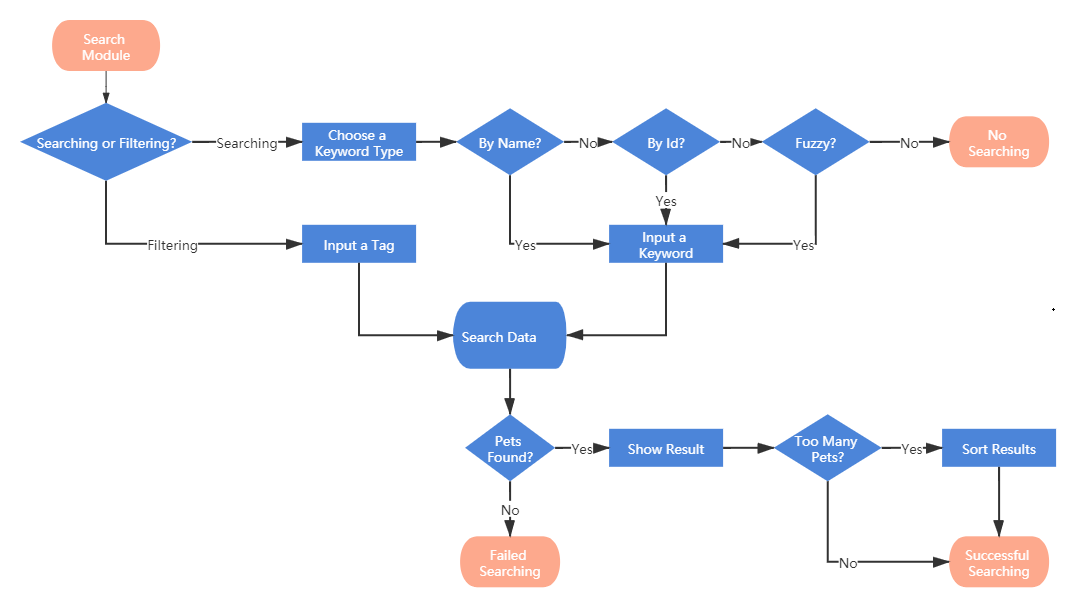 Search
Module
Searching or Filtering?
Searching
Choose a
Keyword Type
By Name?
No
By Id?
No
Fuzzy?
No
No
Searching
Yes
Filtering
Input a Tag
Yes
Input a
Keyword
Yes
Search Data
Pets
Found?
Yes
Show Result
Too Many
Pets?
Yes
Sort Results
No
Failed
Searching
No
Successful
Searching